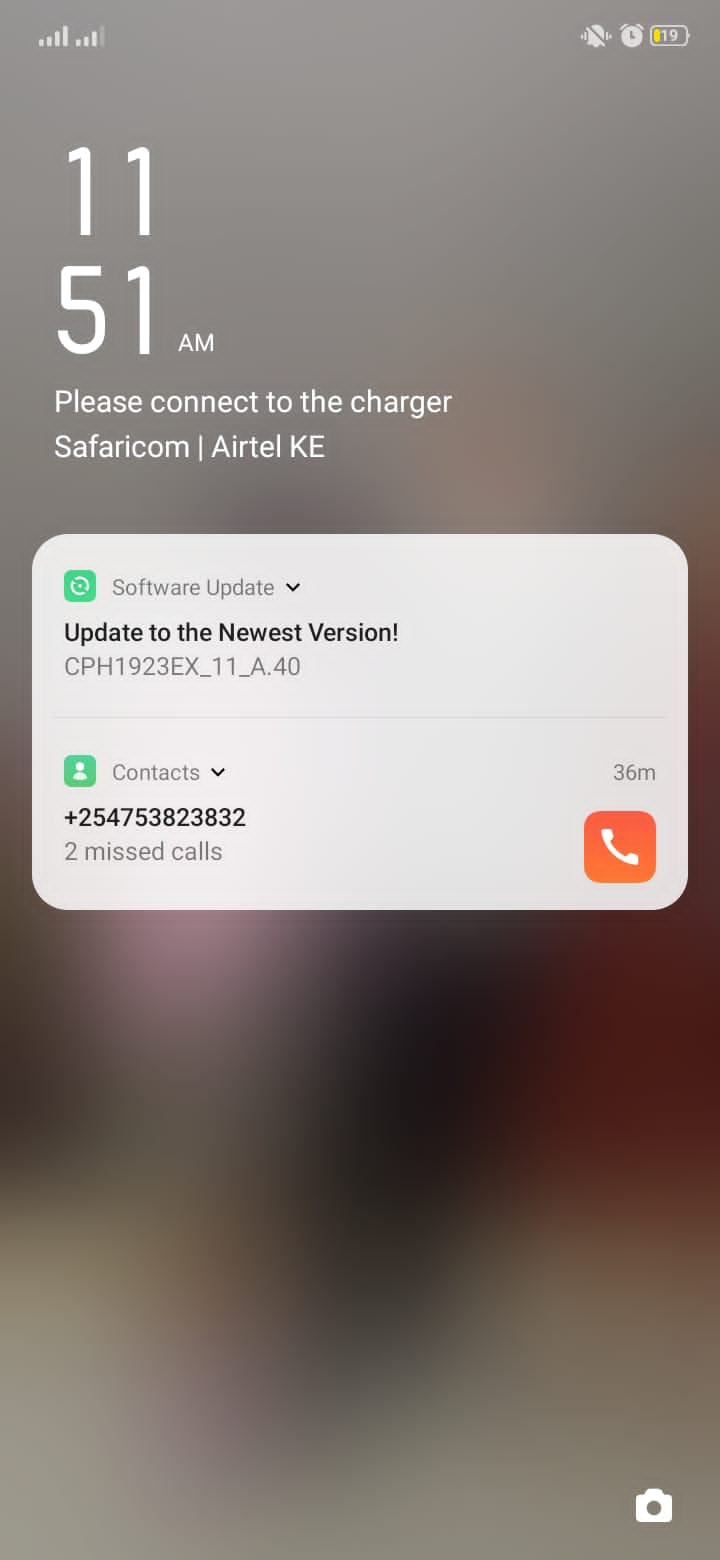 19
11
51 AM
Please connect to the charger
Safaricom | Airtel KE
Software Update
Update to the Newest Version!
CPH1923EX_11_A.40
Contacts
36m
+254753823832
2 missed calls